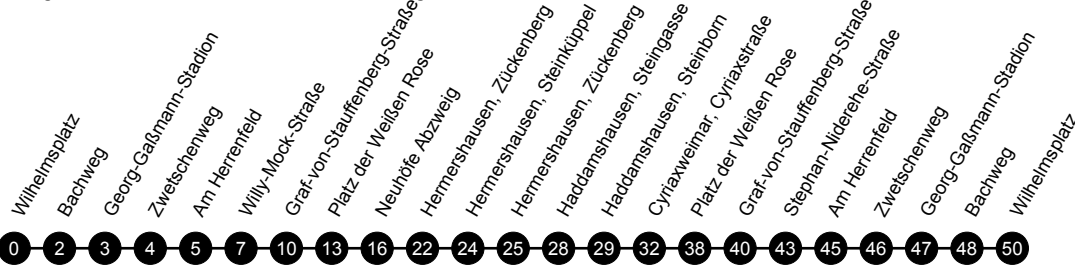 Wilhelmsplatz
Bachweg
Georg-Gaßmann-Stadion
Zwetschenweg
Am Herrenfeld
Willy-Mock-Straße
Graf-von-Stauffenberg-Straße
Platz der Weißen Rose
Neuhöfe Abzweig
Hermershausen, Zückenberg
Hermershausen, Steinküppel
Hermershausen, Zückenberg
Haddamshausen, Steingasse
Haddamshausen, Steinborn
Cyriaxweimar, Cyriaxstraße
Platz der Weißen Rose
Graf-von-Stauffenberg-Straße
Stephan-Niderehe-Straße
Am Herrenfeld
Zwetschenweg
Georg-Gaßmann-Stadion
Bachweg
Wilhelmsplatz
0 2 3 4 5 7 10 13 16 22 24 25 28 29 32 38 40 43 45 46 47 48 50